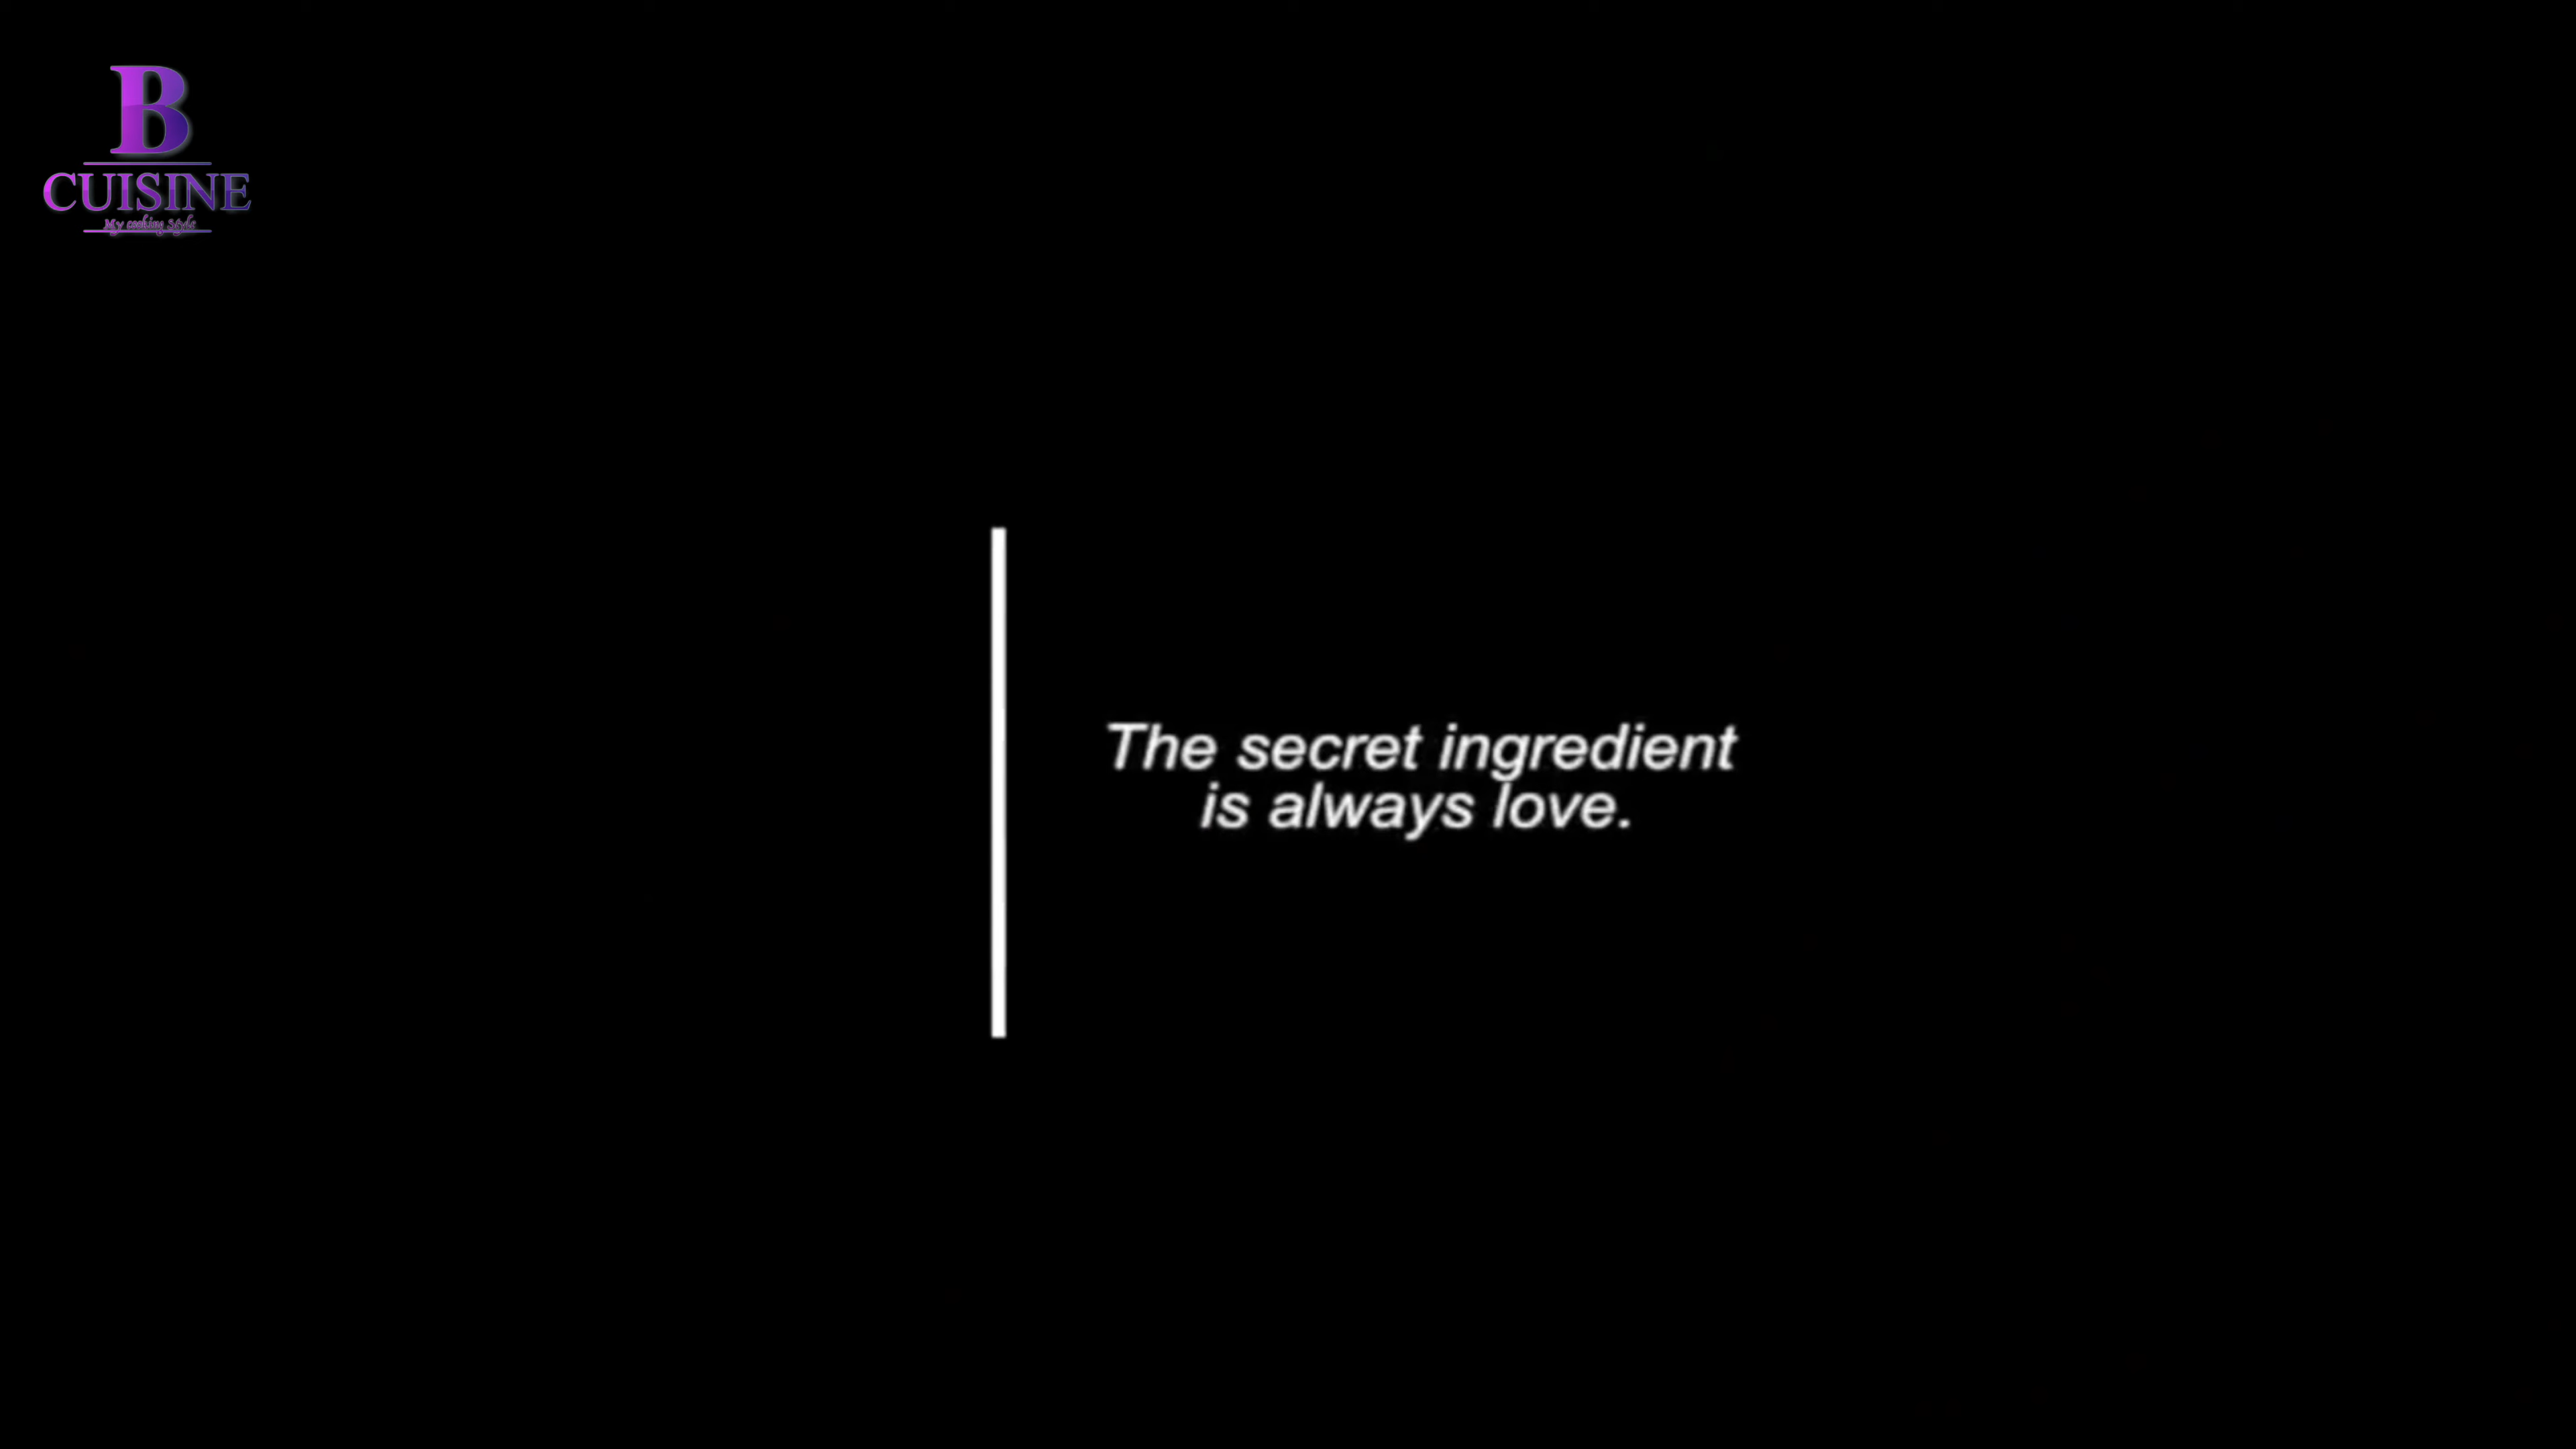 B
CUISINE
My cooking Style
The secret ingredient
is always love.